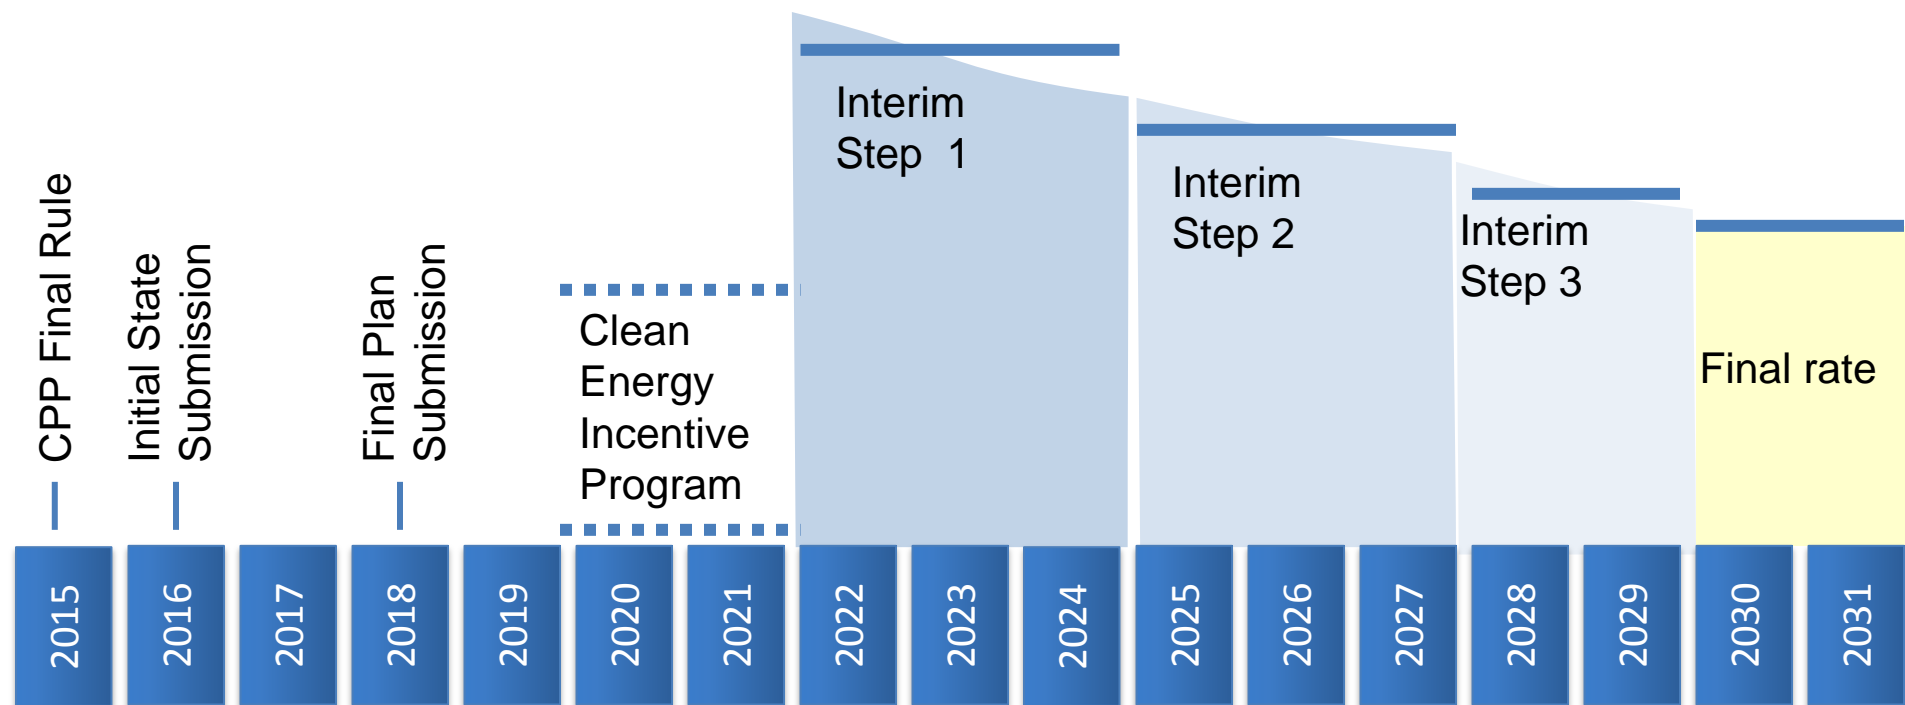 CPP Final Rule
Initial State
Submission
Final Plan
Submission
Clean
Energy
Incentive
Program
Interim
Step 1
Interim
Step 2
Interim
Step 3
Final rate
2015
2016
2017
2018
2019
2020
2021
2022
2023
2024
2025
2026
2027
2028
2029
2030
2031